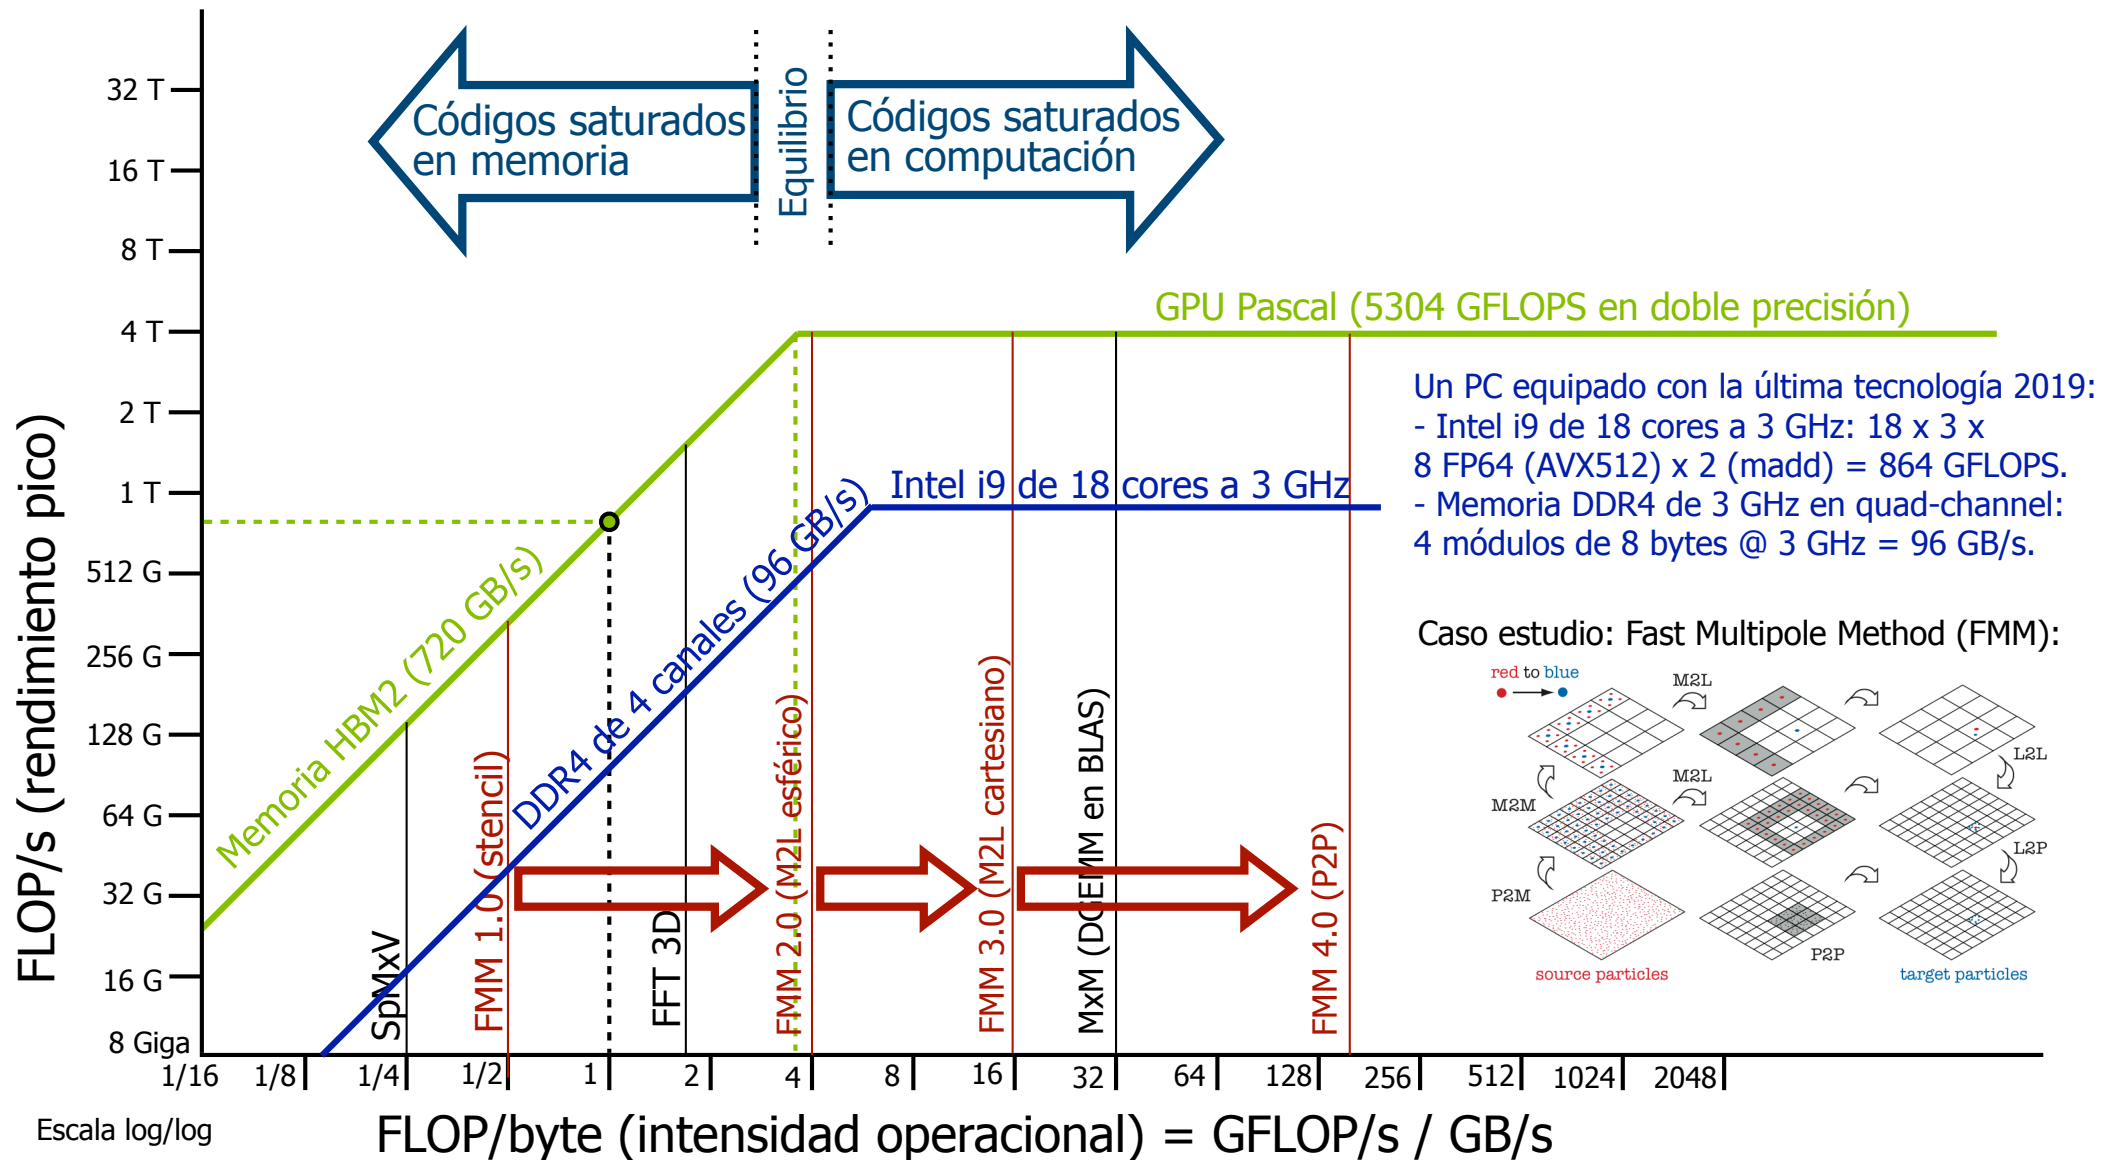 Códigos saturados
en memoria
Equilibrio
Códigos saturados
en computación
FLOP/s (rendimiento pico)
32 T
16 T
8 T
4 T
2 T
1 T
512 G
256 G
128 G
64 G
32 G
16 G
8 Giga
GPU Pascal (5304 GFLOPS en doble precisión)
Intel i9 de 18 cores a 3 GHz
Memoria HBM2 (720 GB/s)
DDR4 de 4 canales (96 GB/s)
SpMxV
FMM 1.0 (stencil)
FFT 3D
FMM 2.0 (M2L esférico)
FMM 3.0 (M2L cartesiano)
MxM (DGEMM en BLAS)
FMM 4.0 (P2P)
Un PC equipado con la última tecnología 2019:
- Intel i9 de 18 cores a 3 GHz: 18 x 3 x
8 FP64 (AVX512) x 2 (madd) = 864 GFLOPS.
- Memoria DDR4 de 3 GHz en quad-channel:
4 módulos de 8 bytes @ 3 GHz = 96 GB/s.
Caso estudio: Fast Multipole Method (FMM):
red to blue
M2L
L2L
M2L
M2M
L2P
P2M
P2P
source particles
target particles
1/16 1/8 1/4 1/2 1 2 4 8 16 32 64 128 256 512 1024 2048
Escala log/log
FLOP/byte (intensidad operacional) = GFLOP/s / GB/s